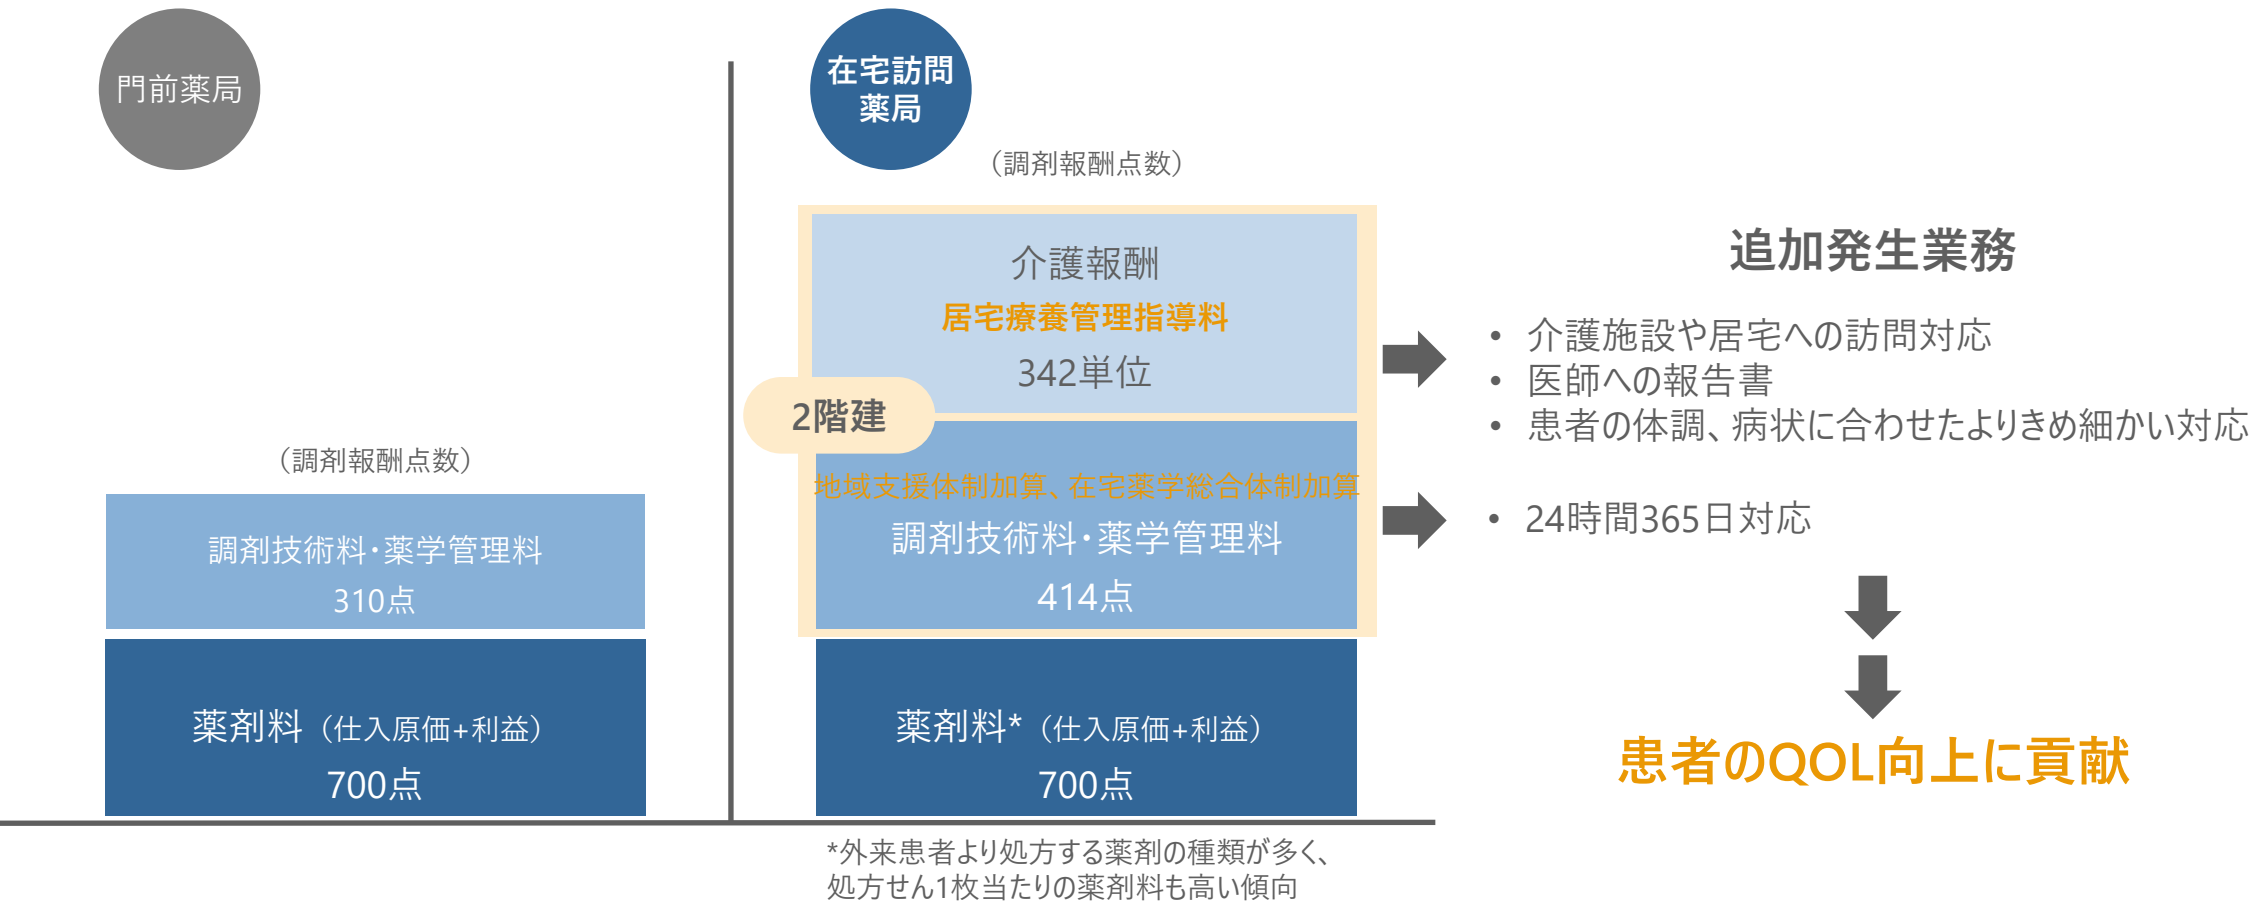 門前薬局
（調剤報酬点数）
調剤技術料・薬学管理料
310点
薬剤料（仕入原価+利益）
700点
在宅訪問
薬局
（調剤報酬点数）
介護報酬
居宅療養管理指導料
342単位
2階建
地域支援体制加算、在宅薬学総合体制加算
調剤技術料・薬学管理料
414点
薬剤料*（仕入原価+利益）
700点
*外来患者より処方する薬剤の種類が多く、
処方せん1枚当たりの薬剤料も高い傾向
追加発生業務
• 介護施設や居宅への訪問対応
• 医師への報告書
• 患者の体調、病状に合わせたよりきめ細かい対応
• 24時間365日対応
患者のQOL向上に貢献